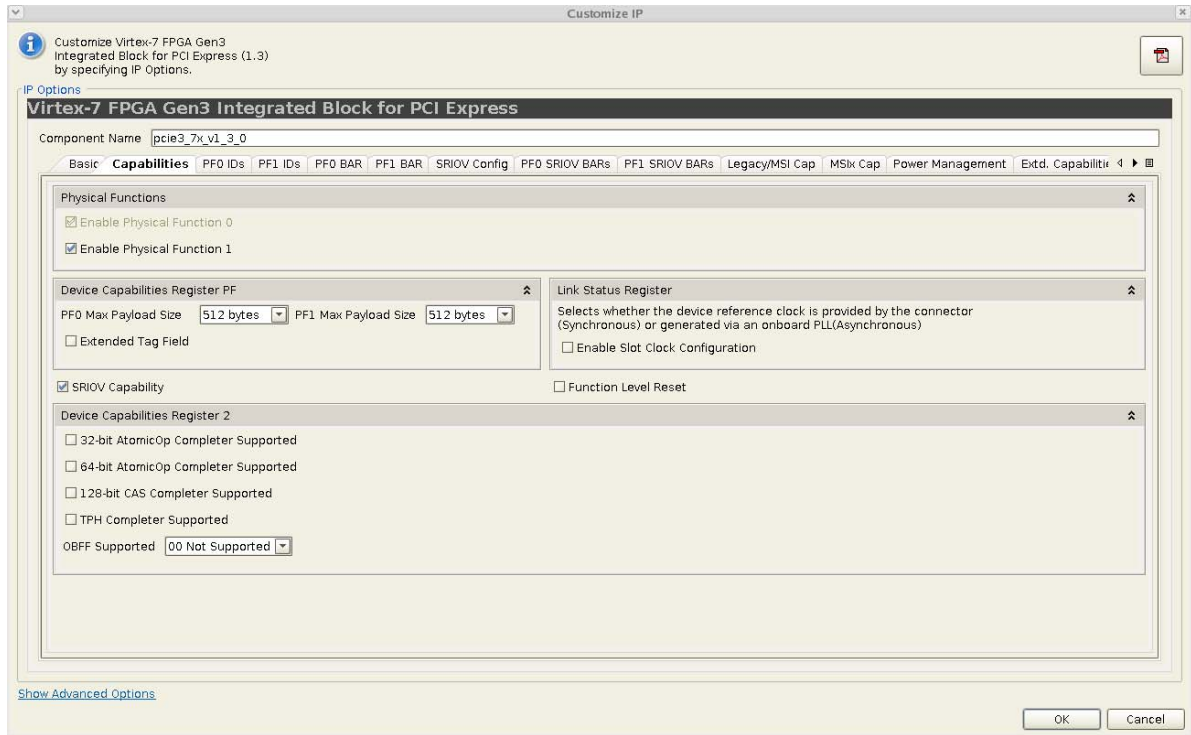 Customize IP
Customize Virtex-7 FPGA Gen3
Integrated Block for PCI Express (1.3)
by specifying IP Options.
IP Options
Virtex-7 FPGA Gen3 Integrated Block for PCI Express
Component Name pcie3_7x_v1_3_0
Basic Capabilities PF0 IDs PF1 IDs PF0 BAR PF1 BAR SRIOV Config PF0 SRIOV BARs PF1 SRIOV BARs Legacy/MSI Cap MSIx Cap Power Management Extd. Capabilitie
Physical Functions
Enable Physical Function 0
Enable Physical Function 1
Device Capabilities Register PF
PF0 Max Payload Size 512 bytes PF1 Max Payload Size 512 bytes
Extended Tag Field
Link Status Register
Selects whether the device reference clock is provided by the connector
(Synchronous) or generated via an onboard PLL(Asynchronous)
Enable Slot Clock Configuration
SRIOV Capability
Function Level Reset
Device Capabilities Register 2
32-bit AtomicOp Completer Supported
64-bit AtomicOp Completer Supported
128-bit CAS Completer Supported
TPH Completer Supported
OBFF Supported 00 Not Supported
Show Advanced Options
OK Cancel